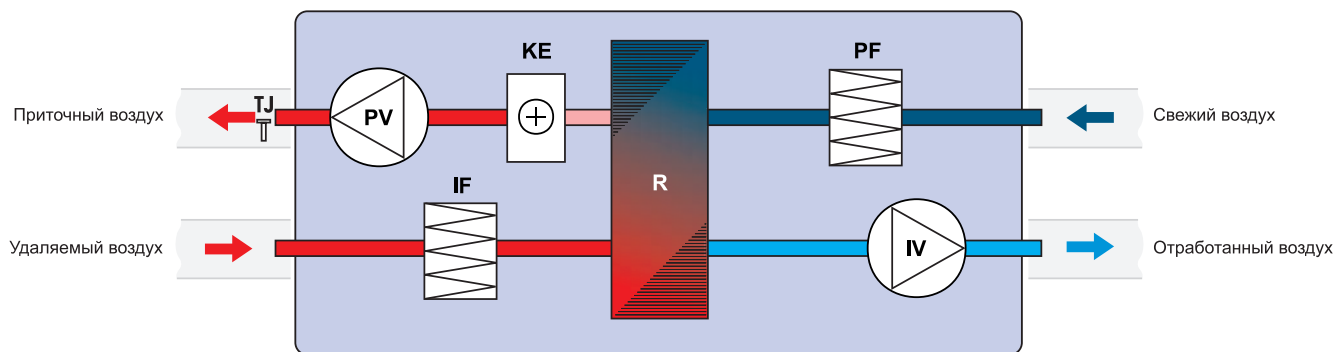 KE
PF
Приточный воздух
TJ
PV
Свежий воздух
IF
R
Удаляемый воздух
IV
Отработанный воздух